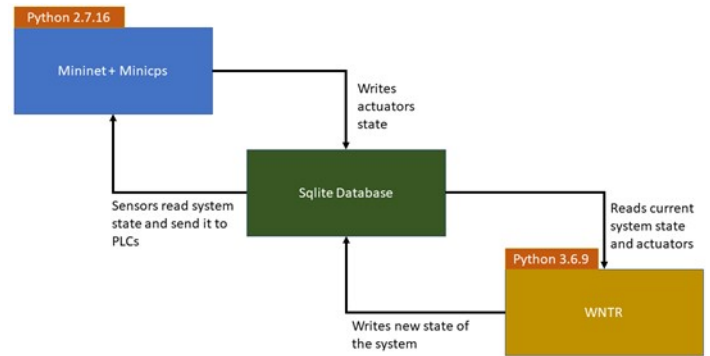 Python 2.7.16
Mininet + Minicps
Writes
actuators
state
Sqlite Database
Sensors read system
state and send it to
PLCs
Reads current
system state
and actuators
Python 3.6.9
WNTR
Writes new state of
the system